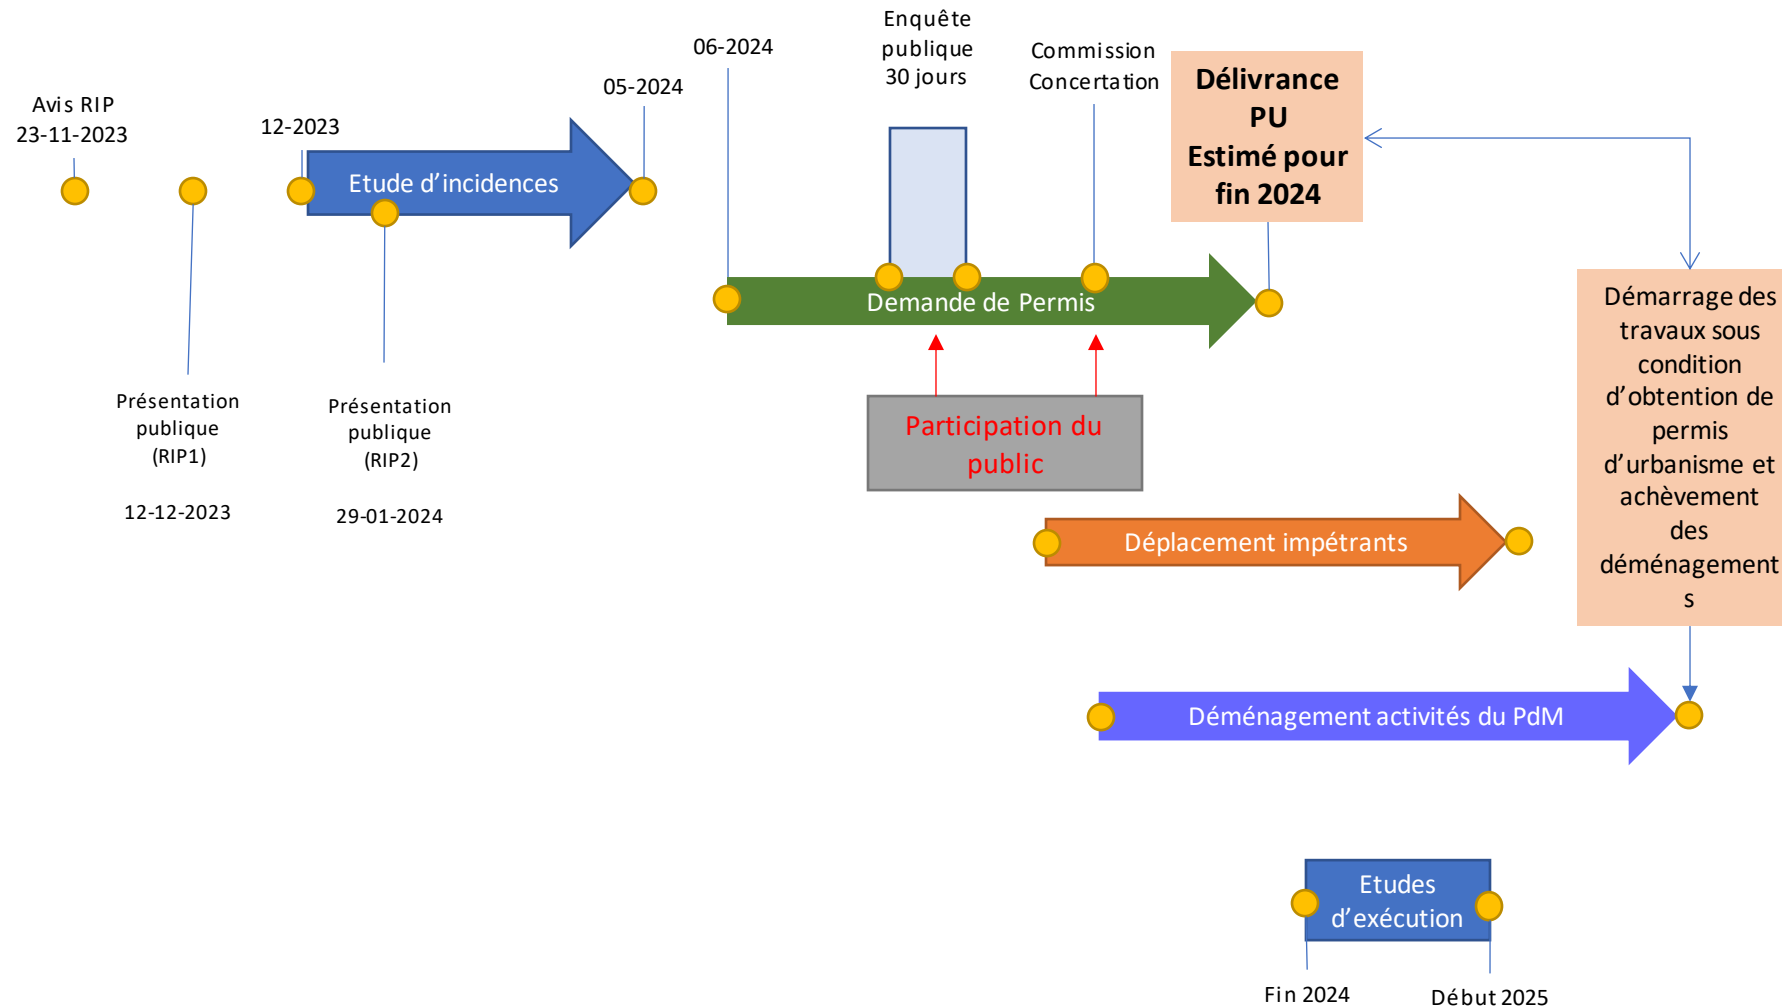 Avis RIP
23-11-2023
12-2023
05-2024
Etude d’incidences
Présentation
publique
(RIP1)
12-12-2023
Présentation
publique
(RIP2)
29-01-2024
06-2024
Enquête
publique
30 jours
Commission
Concertation
Délivrance
PU
Estimé pour
fin 2024
Demande de Permis
Participation du
public
Démarrage des
travaux sous
condition
d’obtention de
permis
d’urbanisme et
achèvement
des
déménagement
s
Déplacement impétrants
Déménagement activités du PdM
Etudes
d’exécution
Fin 2024
Début 2025